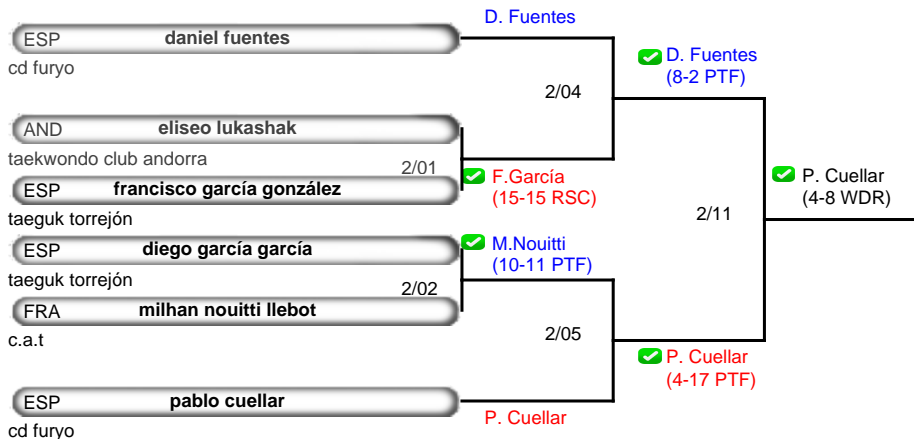 D. Fuentes
ESP daniel fuentes
cd furyo
D. Fuentes
(8-2 PTF)
2/04
AND eliseo lukashak
taekwondo club andorra
2/01
ESP francisco garcía gonzález
taeguk torrejón
F.García
(15-15 RSC)
P. Cuellar
(4-8 WDR)
2/11
ESP diego garcía garcía
taeguk torrejón
M.Nouitti
(10-11 PTF)
2/02
FRA milhan nouitti llebot
c.a.t
2/05
P. Cuellar
(4-17 PTF)
ESP pablo cuellar
cd furyo
P. Cuellar